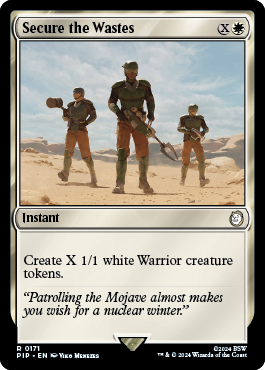 Secure the Wastes X
Instant
Create X 1/1 white Warrior creature
tokens.
“Patrolling the Mojave almost makes
you wish for a nuclear winter.”
R 0171 ©2024 BSW
PIP • EN Viko Menezes ™ & © 2024 Wizards of the Coast